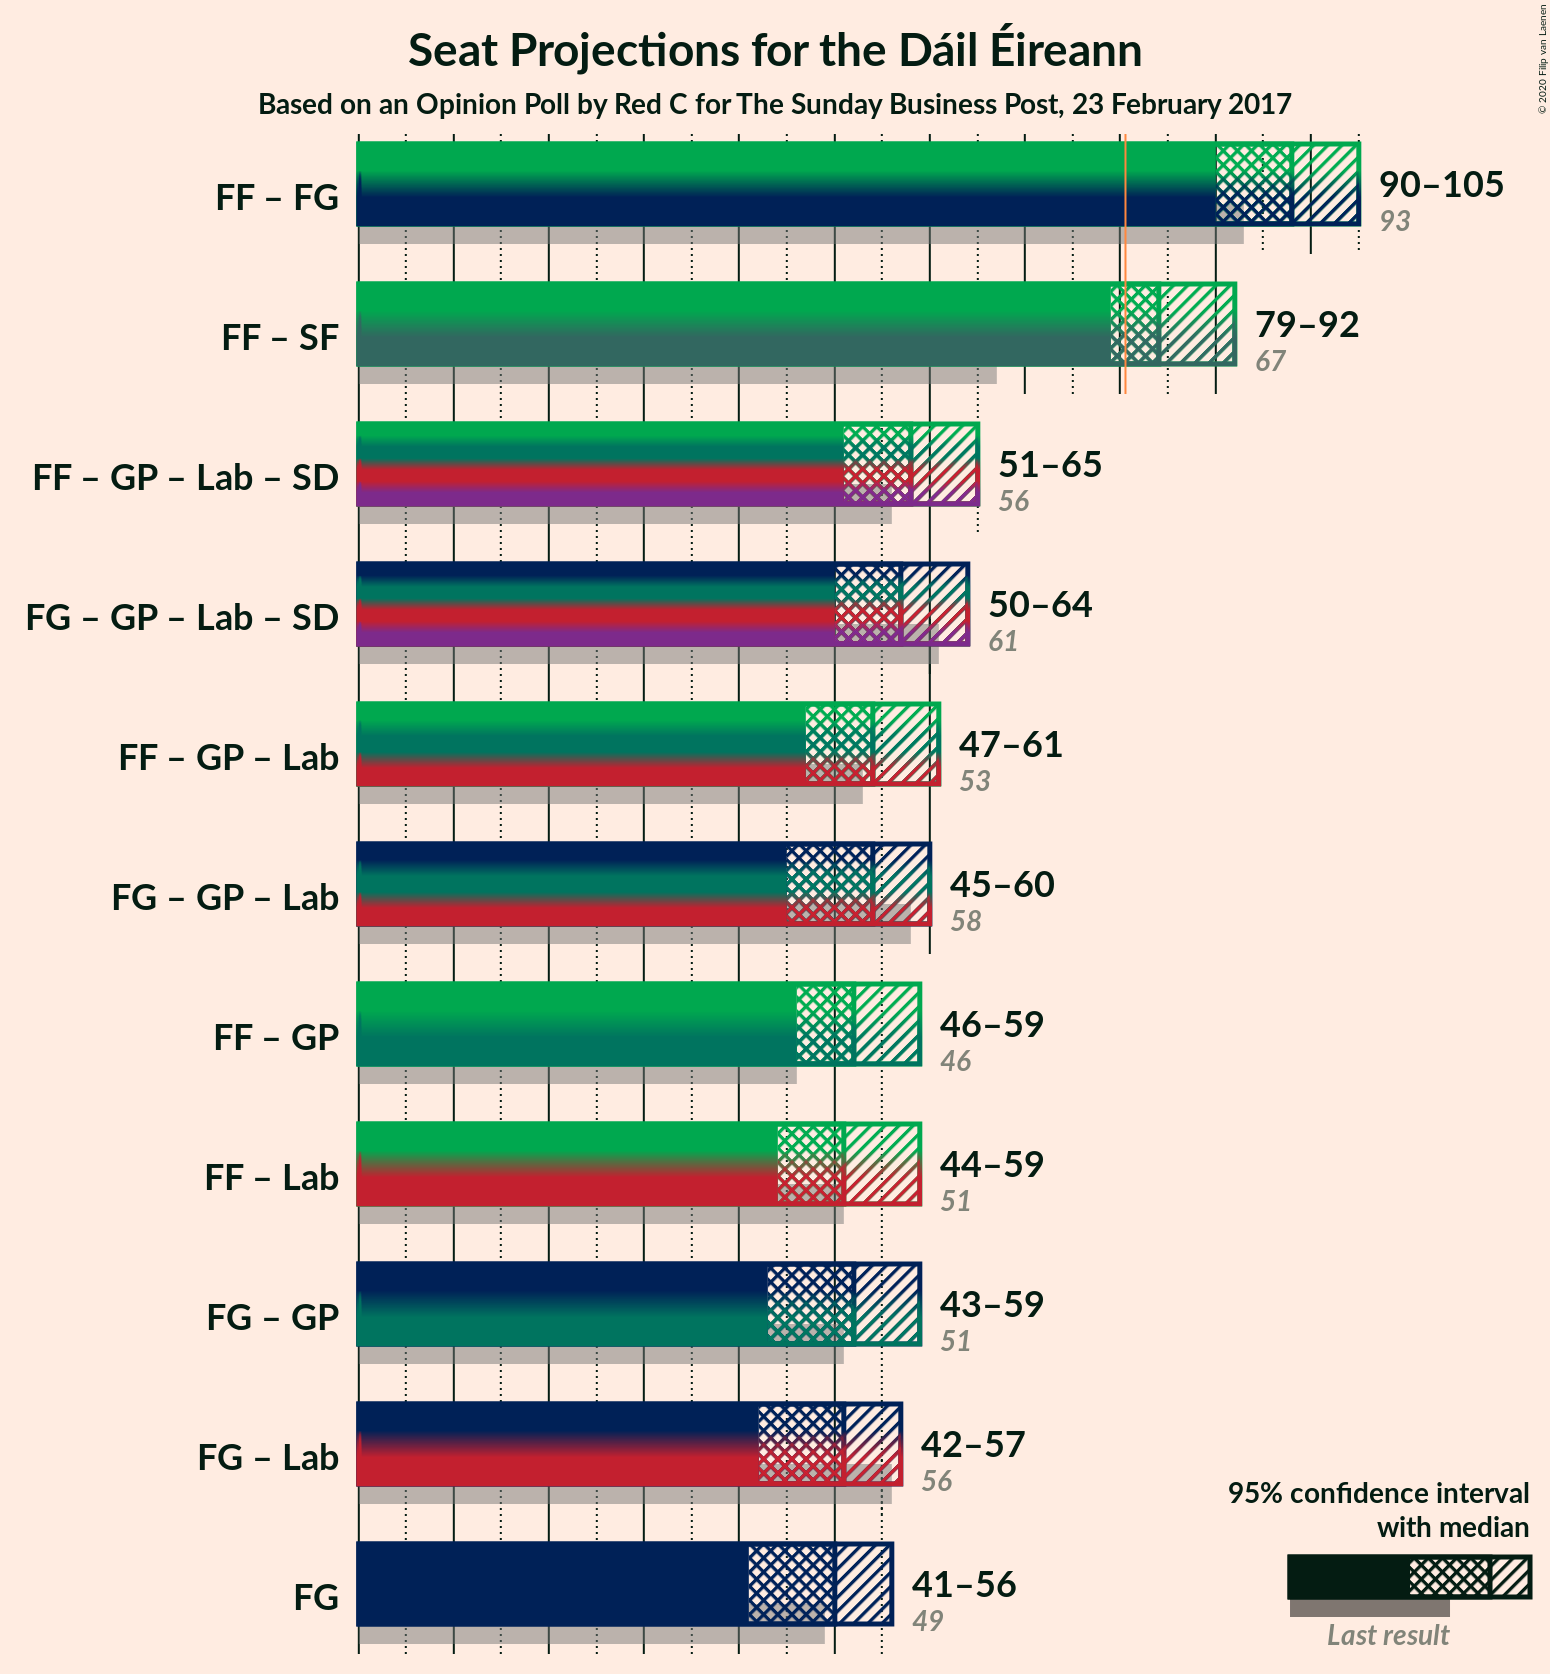 Seat Projections for the Dáil Éireann
Based on an Opinion Poll by Red C for The Sunday Business Post, 23 February 2017
© 2020 Filip van Laenen
FF – FG
90–105
93
FF – SF
79–92
67
FF – GP – Lab – SD
51–65
56
FG – GP – Lab – SD
50–64
61
FF – GP – Lab
47–61
53
FG – GP – Lab
45–60
58
FF – GP
46–59
46
FF – Lab
44–59
51
FG – GP
43–59
51
FG – Lab
42–57
56
FG
41–56
49
95% confidence interval
with median
Last result